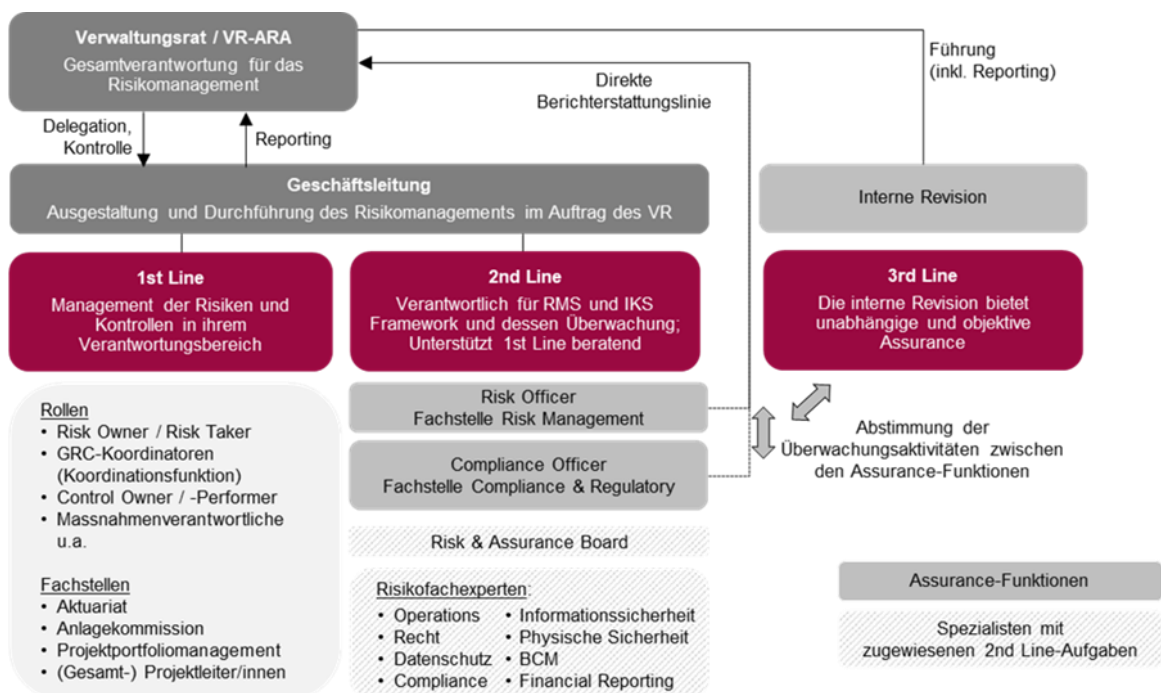 Verwaltungsrat / VR-ARA
Gesamtverantwortung für das
Risikomanagement
Direkte
Berichterstattungslinie
Führung
(inkl. Reporting)
Delegation,
Kontrolle
Reporting
Geschäftsleitung
Ausgestaltung und Durchführung des Risikomanagements im Auftrag des VR
Interne Revision
1st Line
Management der Risiken und
Kontrollen in ihrem
Verantwortungsbereich
2nd Line
Verantwortlich für RMS und IKS
Framework und dessen Überwachung;
Unterstützt 1st Line beratend
3rd Line
Die interne Revision bietet
unabhängige und objektive
Assurance
Rollen
• Risk Owner / Risk Taker
• GRC-Koordinatoren
(Koordinationsfunktion)
• Control Owner / -Performer
• Massnahmenverantwortliche
u.a.
Fachstellen
• Aktuariat
• Anlagekommission
• Projektportfoliomanagement
• (Gesamt-) Projektleiter/innen
Risk Officer
Fachstelle Risk Management
Compliance Officer
Fachstelle Compliance & Regulatory
Risk & Assurance Board
Risikofachexperten:
• Operations
• Recht
• Datenschutz
• Compliance
• Informationssicherheit
• Physische Sicherheit
• BCM
• Financial Reporting
Abstimmung der
Überwachungsaktivitäten zwischen
den Assurance-Funktionen
Assurance-Funktionen
Spezialisten mit
zugewiesenen 2nd Line-Aufgaben